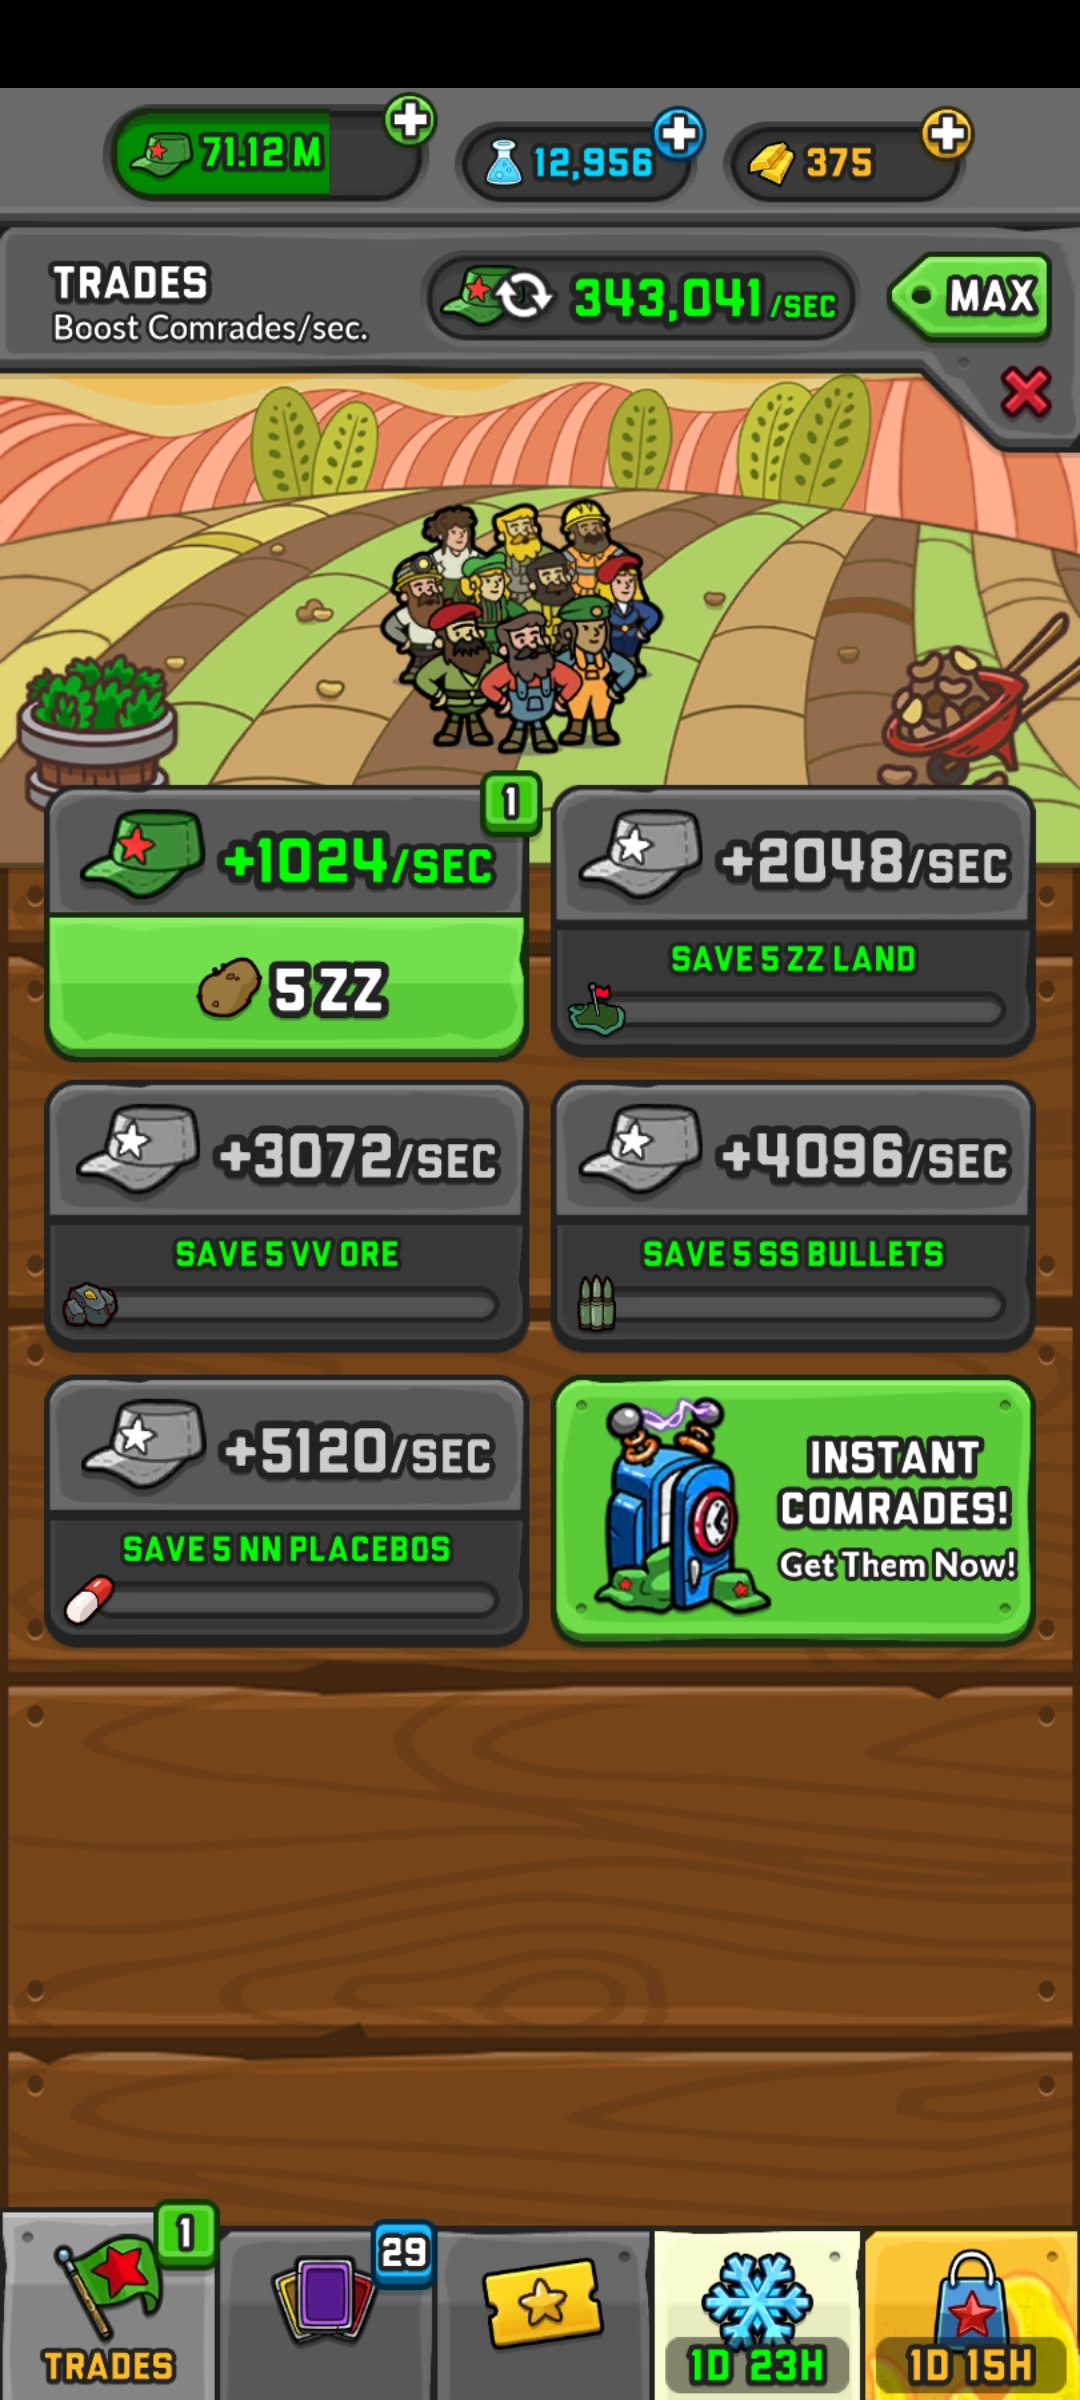 71.12 M
12,956
375
TRADES
Boost Comrades/sec.
343,041/SEC
MAX
1
+1024/SEC
5 ZZ
+2048/SEC
SAVE 5 ZZ LAND
+3072/SEC
SAVE 5 VV ORE
+4096/SEC
SAVE 5 SS BULLETS
+5120/SEC
SAVE 5 NN PLACEBOS
INSTANT
COMRADES!
Get Them Now!
1
TRADES
29
1D 23H
1D 15H